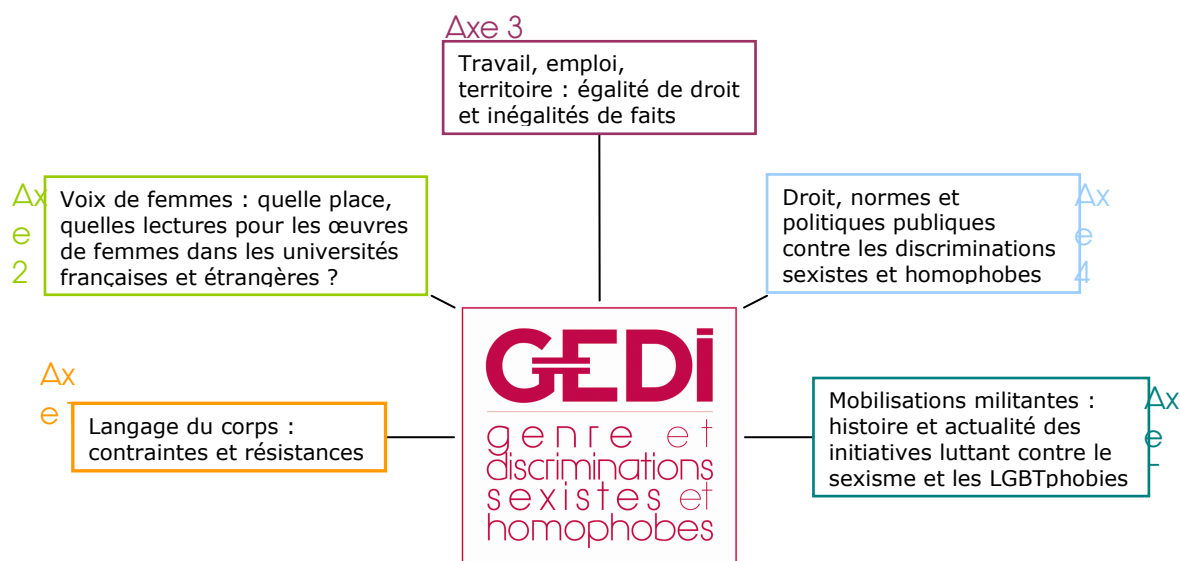 Axe 3
Travail, emploi,
territoire : égalité de droit
et inégalités de faits
Ax
e
2
Voix de femmes : quelle place,
quelles lectures pour les œuvres
de femmes dans les universités
françaises et étrangères ?
Droit, normes et
politiques publiques
contre les discriminations
sexistes et homophobes
Ax
e
4
Ax
e
Langage du corps :
contraintes et résistances
GEDI
genre et
discriminations
sexistes et
homophobes
Mobilisations militantes :
histoire et actualité des
initiatives luttant contre le
sexisme et les LGBTphobies
Ax
e